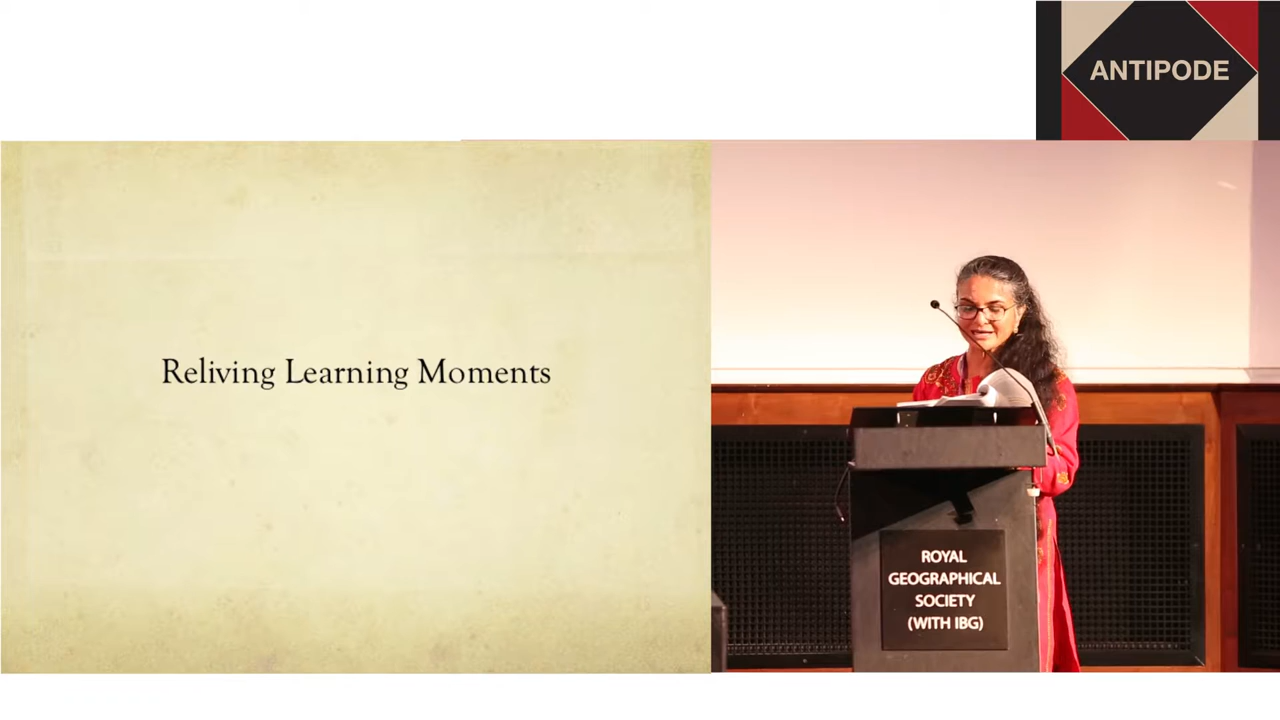 ANTIPODE
Reliving Learning Moments
ROYAL
GEOGRAPHICAL
SOCIETY
(WITH IBG)